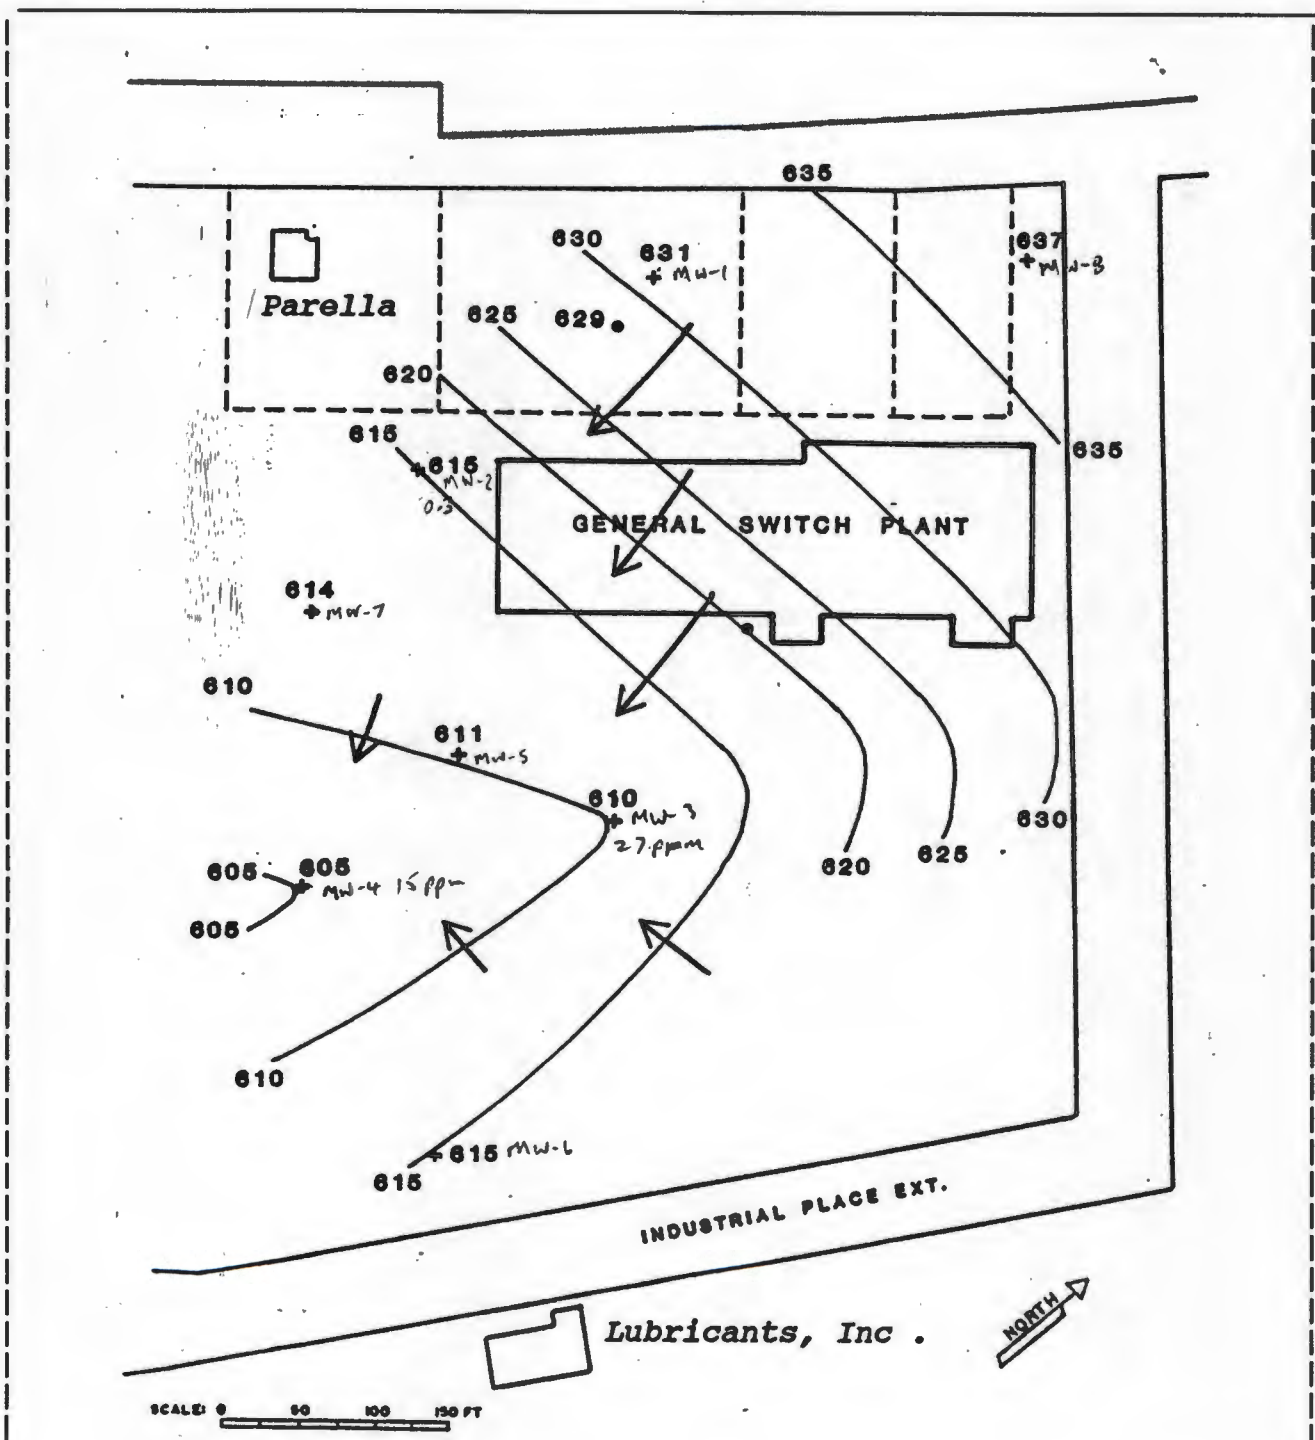 635
630
631
MW-1
637
MW-8
Parella
625
629
620
615
615
MW-2
0.3
635
GENERAL SWITCH PLANT
614
MW-7
610
611
MW-5
610
MW-3
27 ppm
605
605
MW-4 15 ppm
605
620
625
630
610
615 MW-6
615
INDUSTRIAL PLACE EXT.
Lubricants, Inc .
NORTH
SCALE: 0 50 100 150 FT